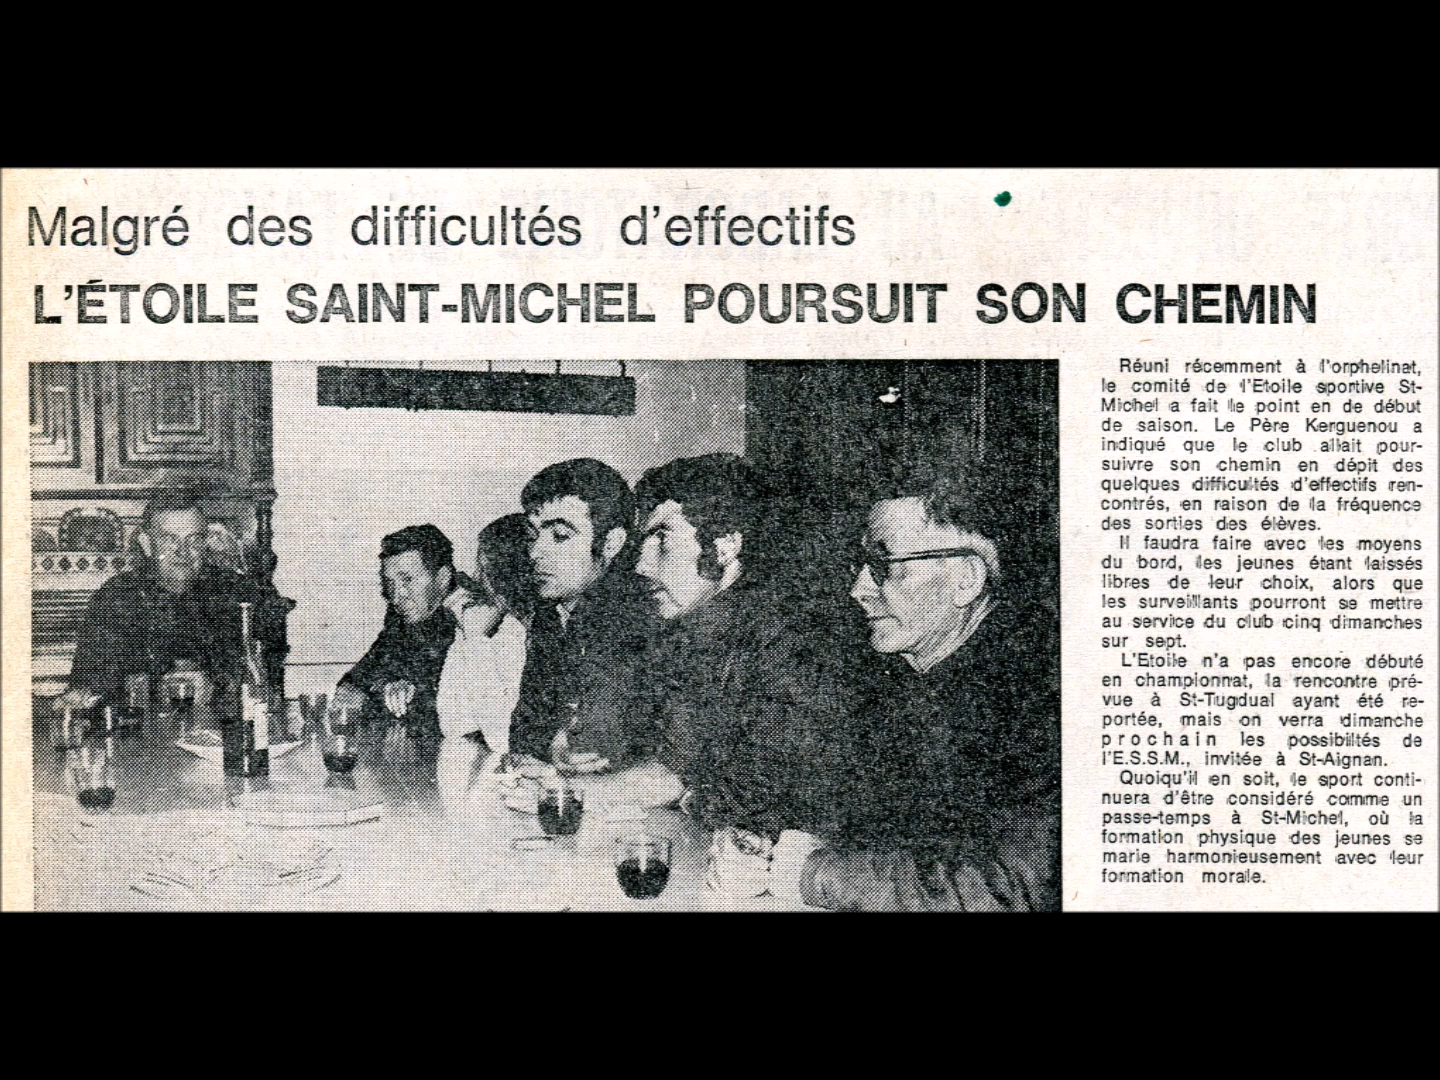 Malgré des difficultés d'effectifs
L'ÉTOILE SAINT-MICHEL POURSUIT SON CHEMIN
Réuni récemment à l'orphelinat,
le comité de l'Etoile sportive St-
Michel a fait le point en de début
de saison. Le Père Kerguenou a
indiqué que le club allait pour-
suivre son chemin en dépit des
quelques difficultés d'effectifs ren-
contrés, en raison de la fréquence
des sorties des élèves.
Il faudra faire avec les moyens
du bord, les jeunes étant laissés
libres de leur choix, alors que
les surveillants pourront se mettre
au service du club cinq dimanches
sur sept.
L'Etoile n'a pas encore débuté
en championnat, la rencontre pré-
vue à St-Tugdual ayant été re-
portée, mais on verra dimanche
prochain les possibiltés de
l'E.S.S.M., invitée à St-Aignan.
Quoiqu'il en soit, le sport conti-
nuera d'être considéré comme un
passe-temps à St-Michel, où la
formation physique des jeunes se
marie harmonieusement avec leur
formation morale.